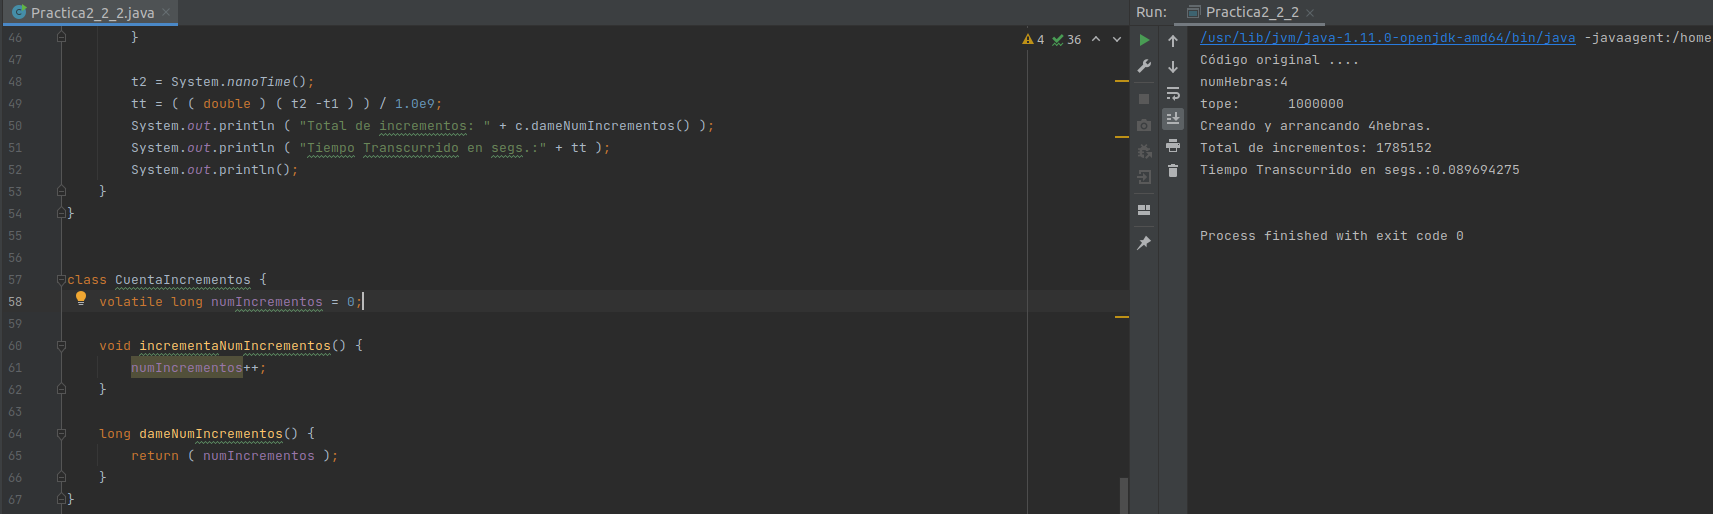 Practica2_2_2.java
46 }
47
48 t2 = System.nanoTime();
49 tt = ( ( double ) ( t2 -t1 ) ) / 1.0e9;
50 System.out.println ( "Total de incrementos: " + c.dameNumIncrementos() );
51 System.out.println ( "Tiempo Transcurrido en segs.:" + tt );
52 System.out.println();
53 }
54 }
55
56
57 class CuentaIncrementos {
58 volatile long numIncrementos = 0;
59
60 void incrementaNumIncrementos() {
61 numIncrementos++;
62 }
63
64 long dameNumIncrementos() {
65 return ( numIncrementos );
66 }
67 }
4 36
Run: Practica2_2_2
/usr/lib/jvm/java-1.11.0-openjdk-amd64/bin/java -javaagent:/home
Código original ....
numHebras:4
tope: 1000000
Creando y arrancando 4hebras.
Total de incrementos: 1785152
Tiempo Transcurrido en segs.:0.089694275
Process finished with exit code 0